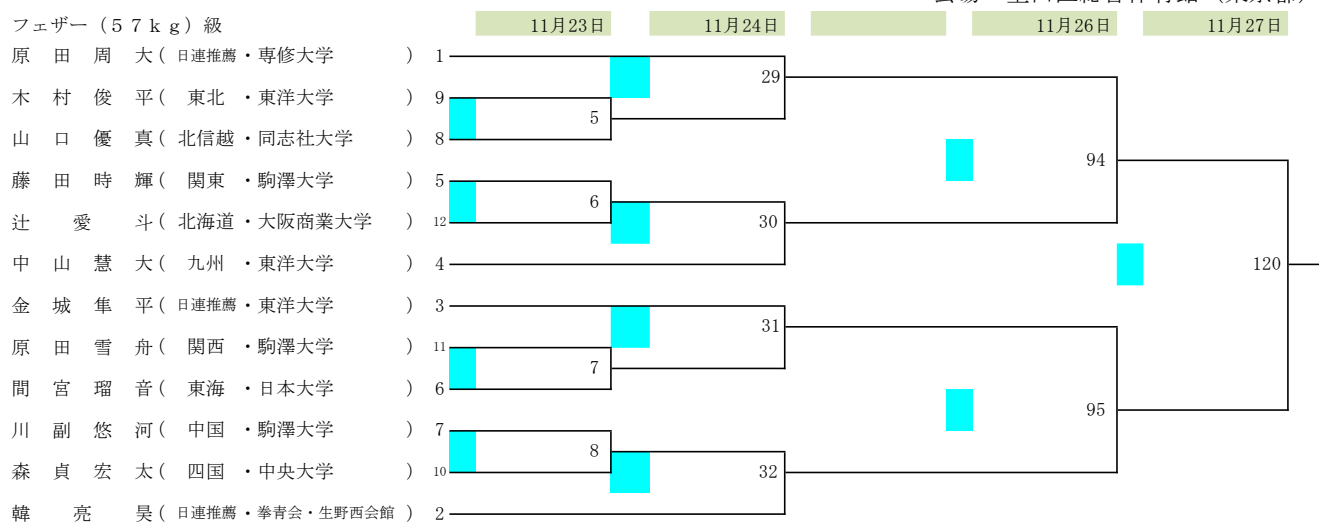 フェザー(57kg)級 11月23日 11月24日 11月26日 11月27日
原田周大(日連推薦・専修大学) 1
29
木村俊平(東北・東洋大学) 9
5
山口優真(北信越・同志社大学) 8
94
藤田時輝(関東・駒澤大学) 5
6
辻愛斗(北海道・大阪商業大学) 12
30
中山慧大(九州・東洋大学) 4
120
金城隼平(日連推薦・東洋大学) 3
31
原田雪舟(関西・駒澤大学) 11
7
間宮瑠音(東海・日本大学) 6
95
川副悠河(中国・駒澤大学) 7
8
森貞宏太(四国・中央大学) 10
32
韓亮昊(日連推薦・拳青会・生野西会館) 2